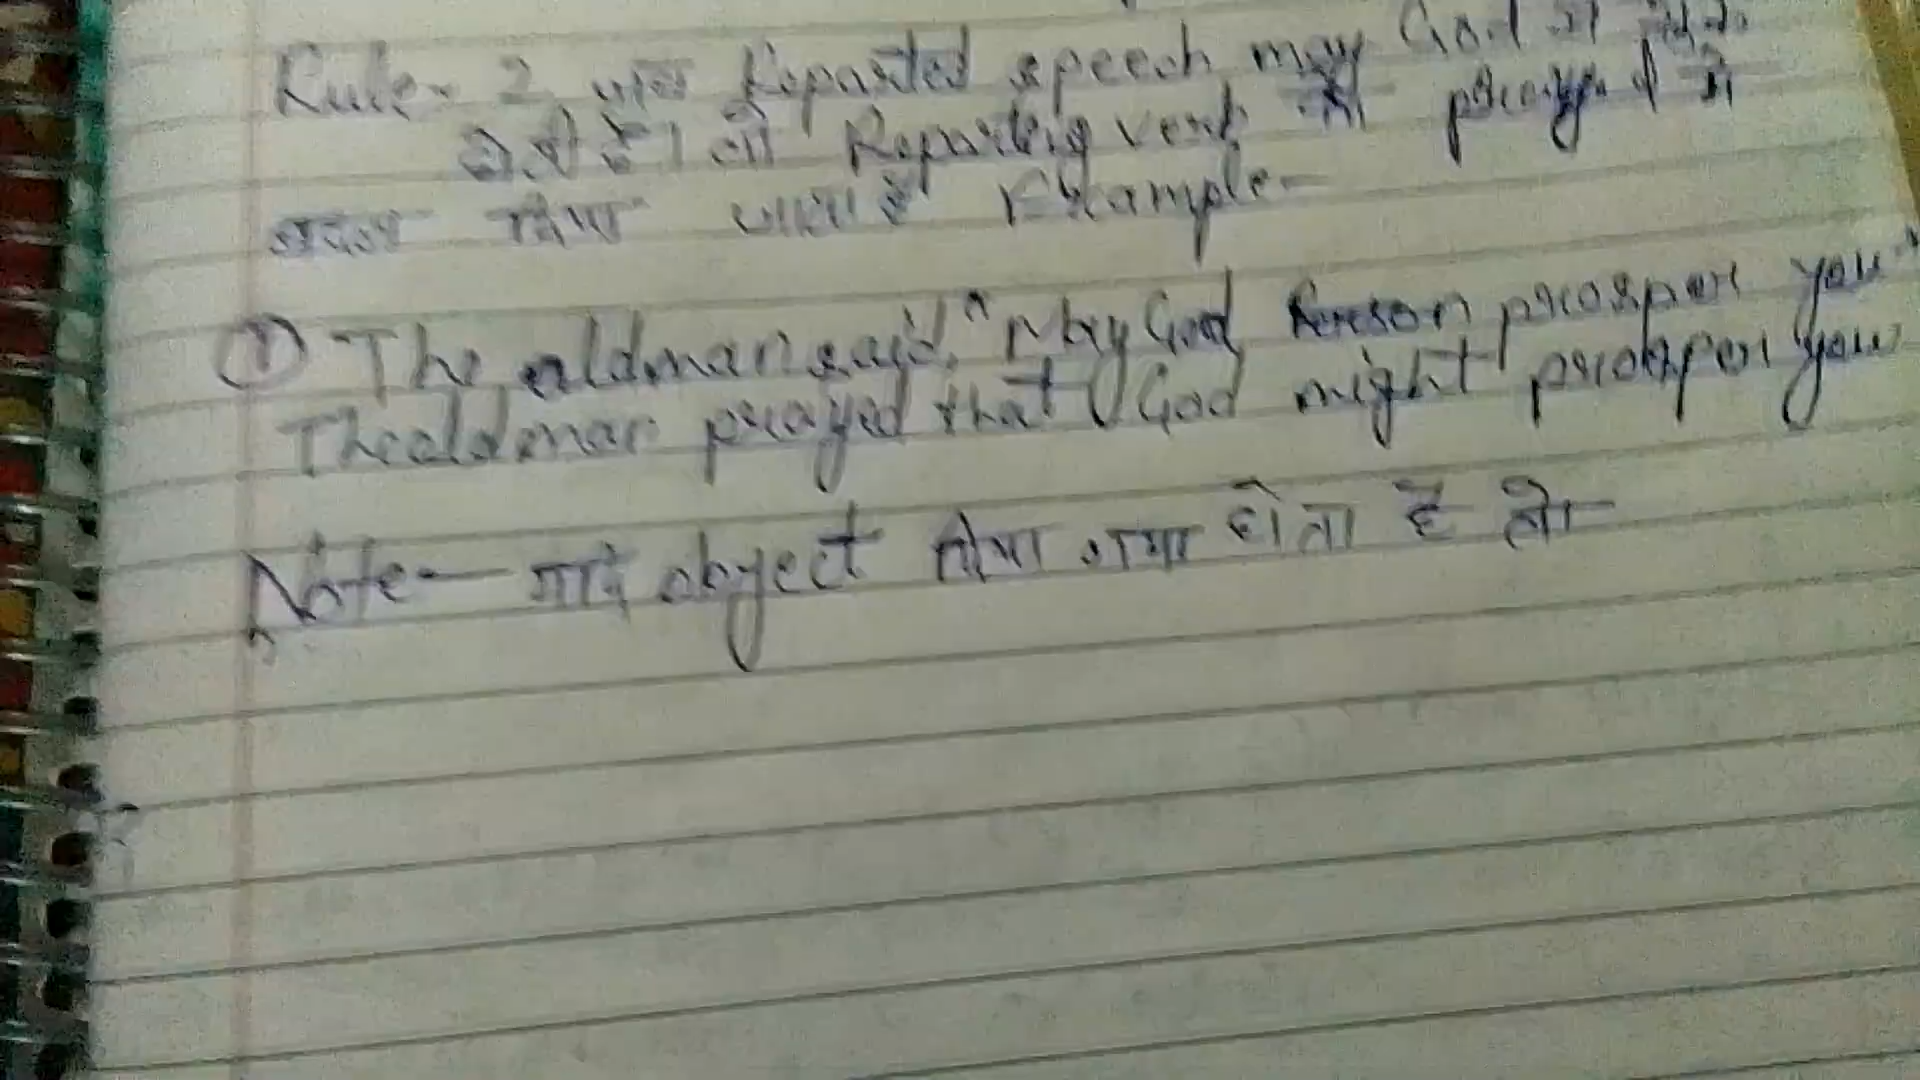 Rule- 2 जब Reported speech may God से शुरू
होती है। तो Reporting verb को prayed में
बदल दिया जाता है Example-
① The oldman said, "May God prosper you"
The oldman prayed that God might prosper you
Note- यदि object दिया गया होता है तो-